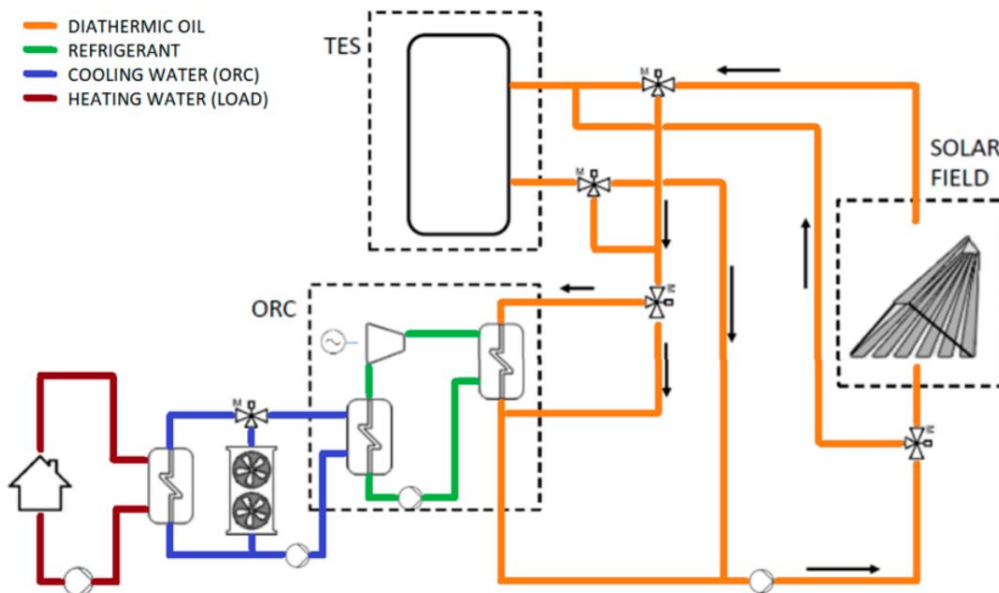 DIATHERMIC OIL
REFRIGERANT
COOLING WATER (ORC)
HEATING WATER (LOAD)
TES
M
M
SOLAR
FIELD
M
ORC
M
M